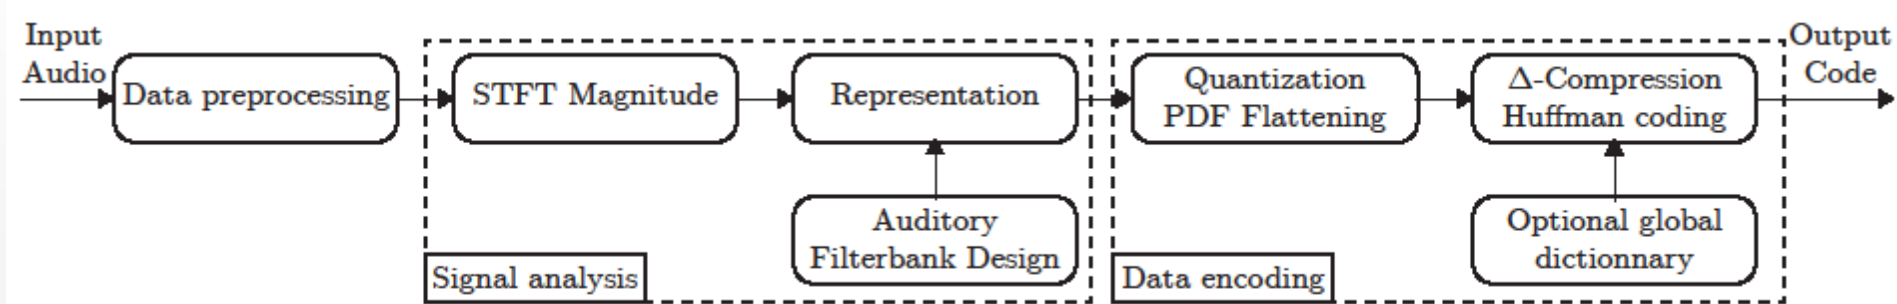 Input
Audio
Data preprocessing
STFT Magnitude
Representation
Auditory
Filterbank Design
Signal analysis
Quantization
PDF Flattening
Δ-Compression
Huffman coding
Optional global
dictionnary
Data encoding
Output
Code